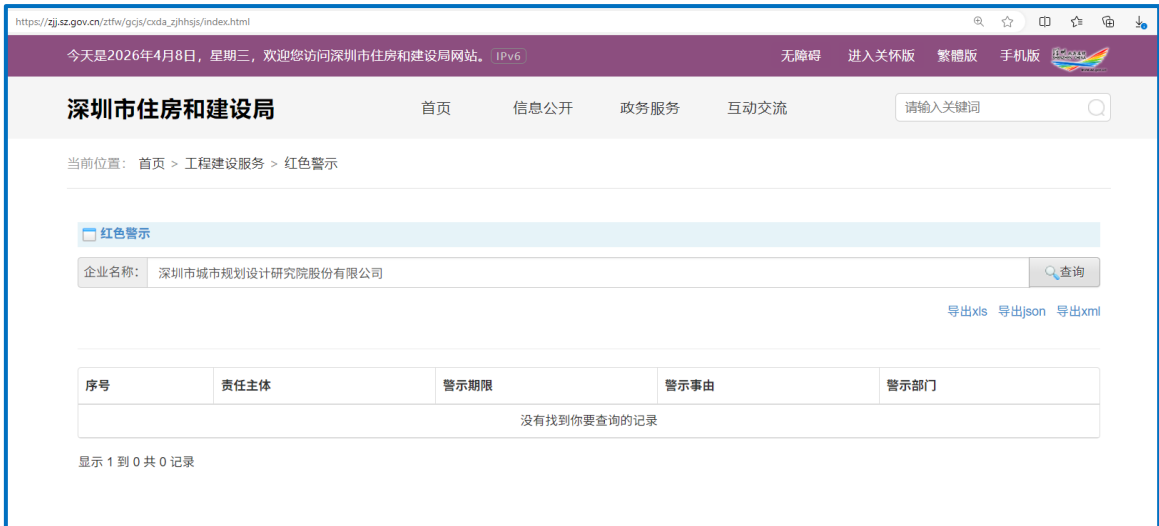 https://zjj.sz.gov.cn/ztfw/gcjs/cxda_zjhhsjs/index.html
今天是2026年4月8日，星期三，欢迎您访问深圳市住房和建设局网站。 IPv6 无障碍 进入关怀版 繁體版 手机版
深圳市住房和建设局 首页 信息公开 政务服务 互动交流 请输入关键词
当前位置： 首页 > 工程建设服务 > 红色警示
红色警示
企业名称： 深圳市城市规划设计研究院股份有限公司 查询
导出xls 导出json 导出xml
序号 责任主体 警示期限 警示事由 警示部门
没有找到你要查询的记录
显示 1 到 0 共 0 记录